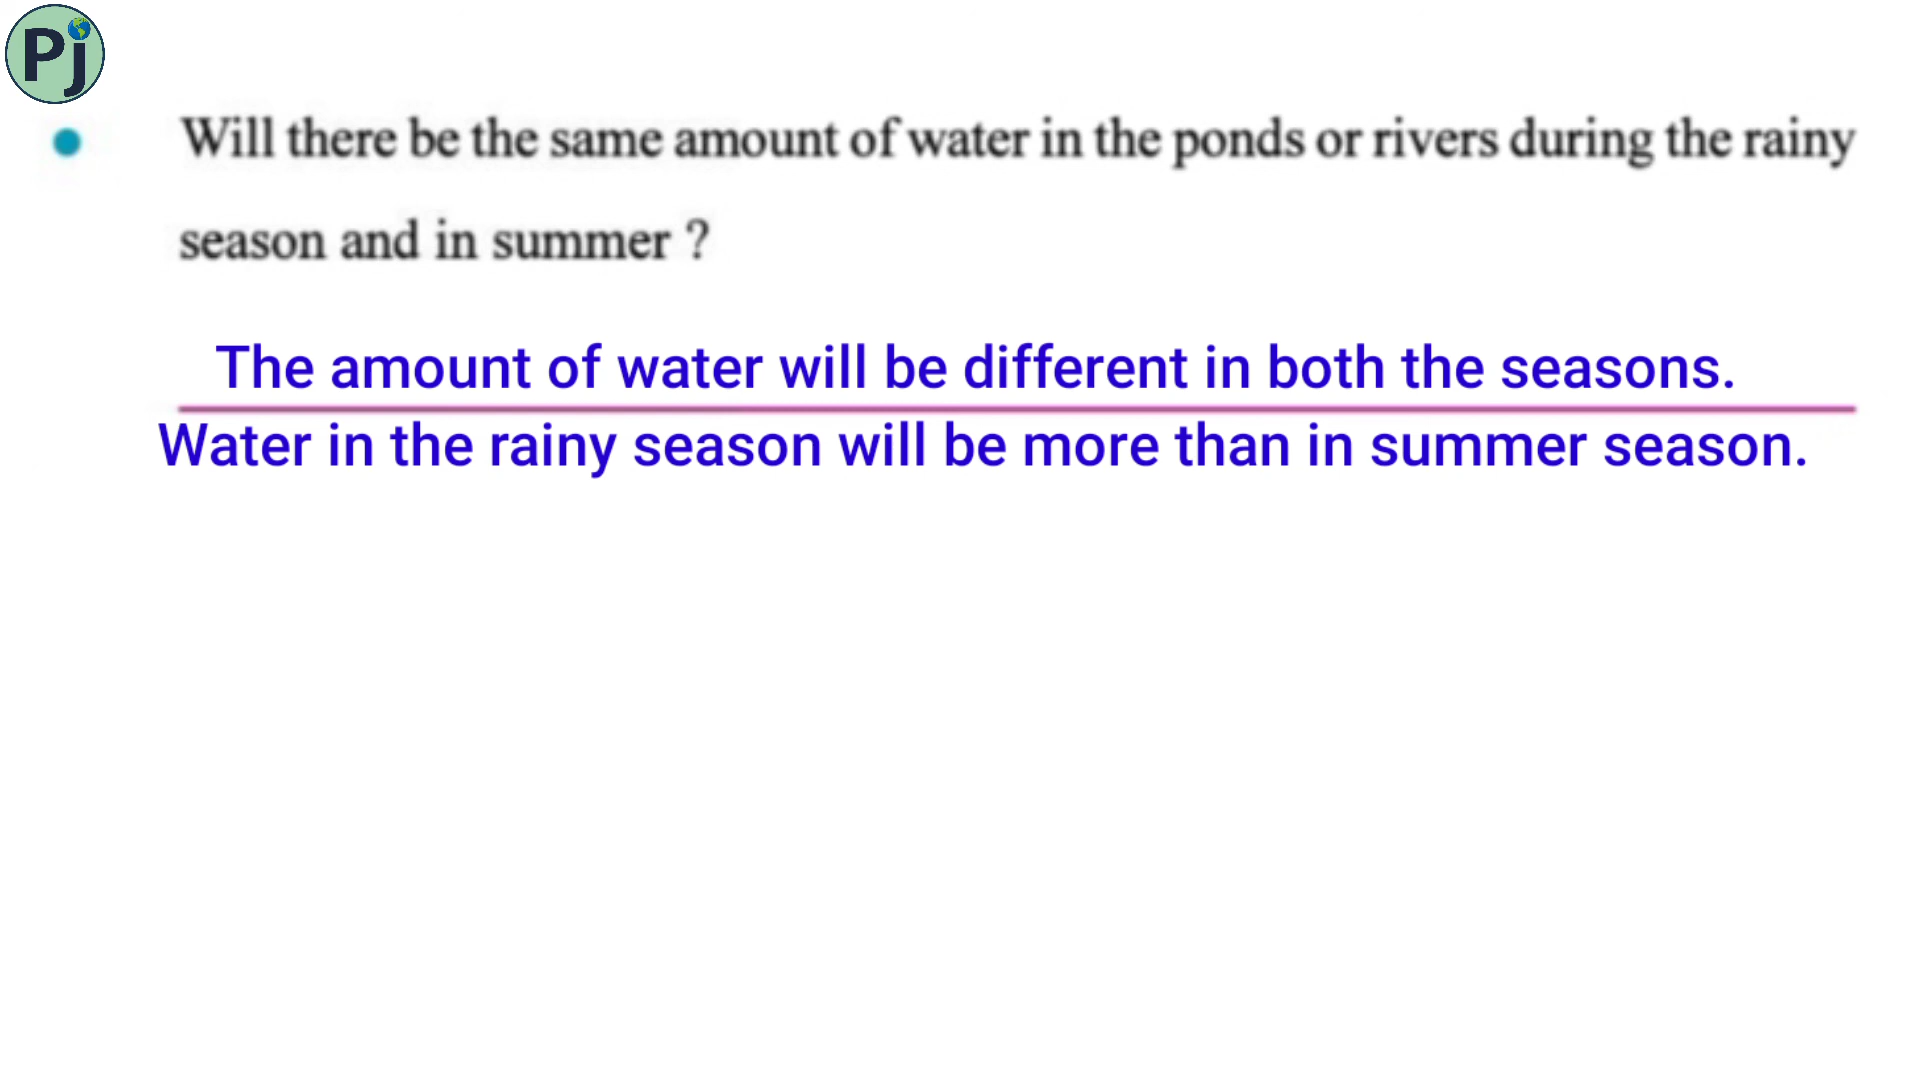 Pj
Will there be the same amount of water in the ponds or rivers during the rainy
season and in summer ?
The amount of water will be different in both the seasons.
Water in the rainy season will be more than in summer season.